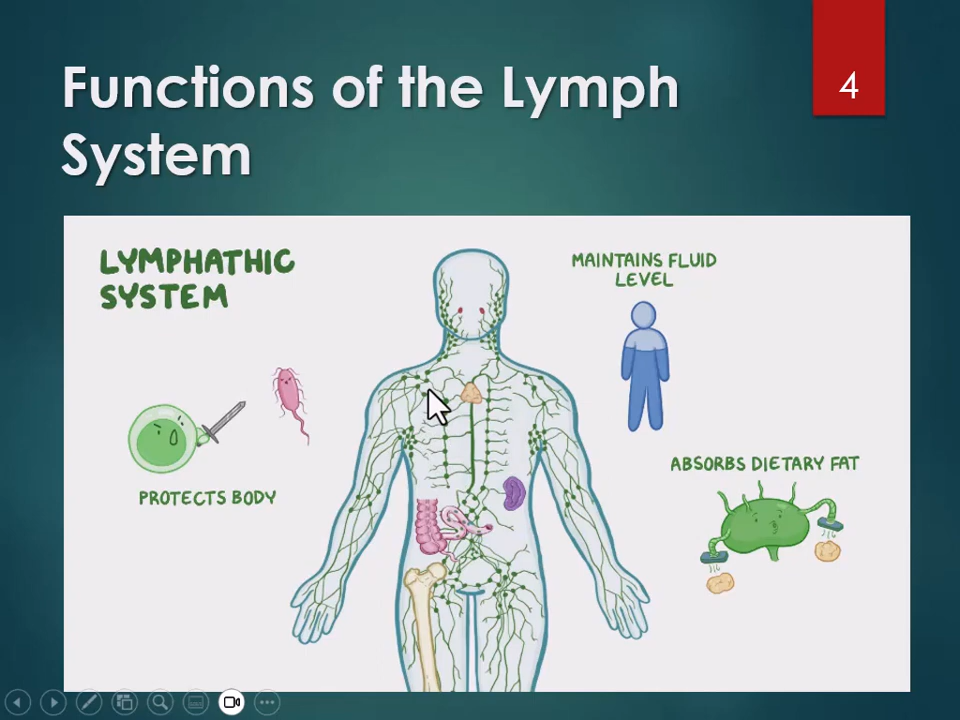 Functions of the Lymph
System
4
LYMPHATHIC
SYSTEM
MAINTAINS FLUID
LEVEL
PROTECTS BODY
ABSORBS DIETARY FAT